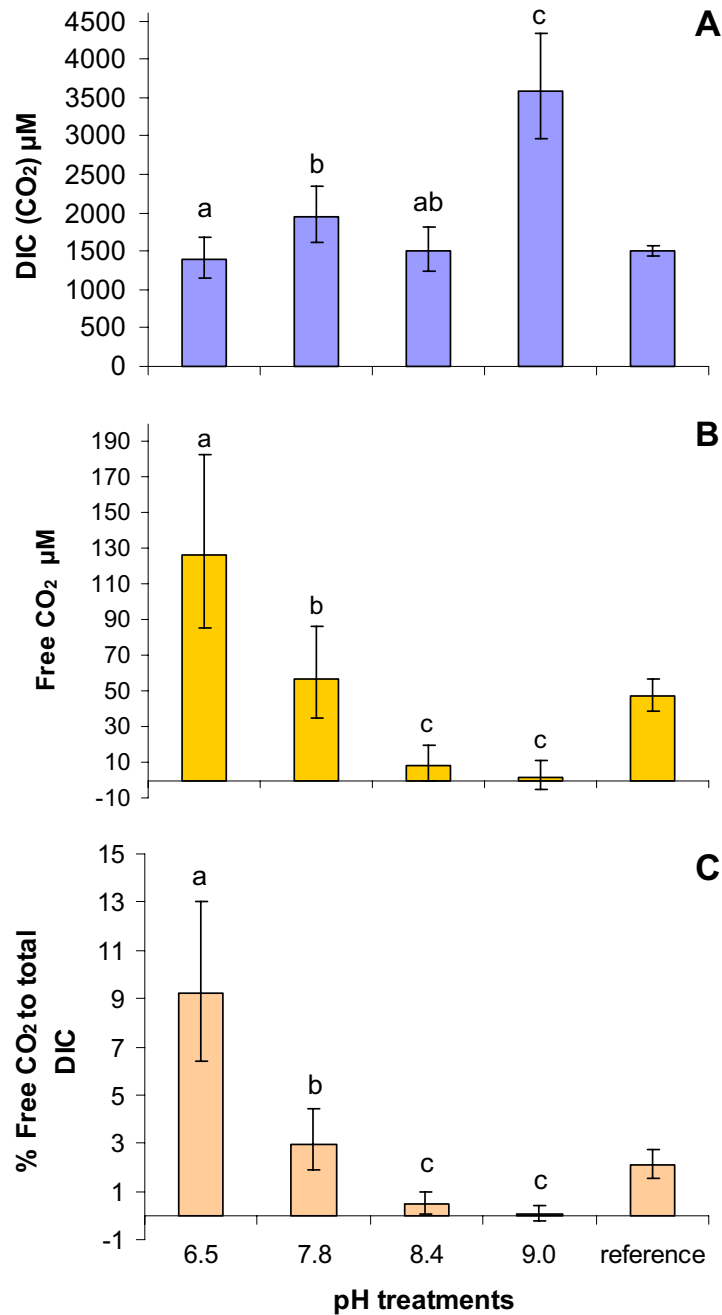 A
DIC (CO₂) µM
4500
4000
3500
3000
2500
2000
1500
1000
500
0
a
b
ab
c
B
Free CO₂ µM
190
170
150
130
110
90
70
50
30
10
-10
a
b
c
c
C
% Free CO₂ to total
DIC
15
13
11
9
7
5
3
1
-1
a
b
c
c
6.5 7.8 8.4 9.0 reference
pH treatments